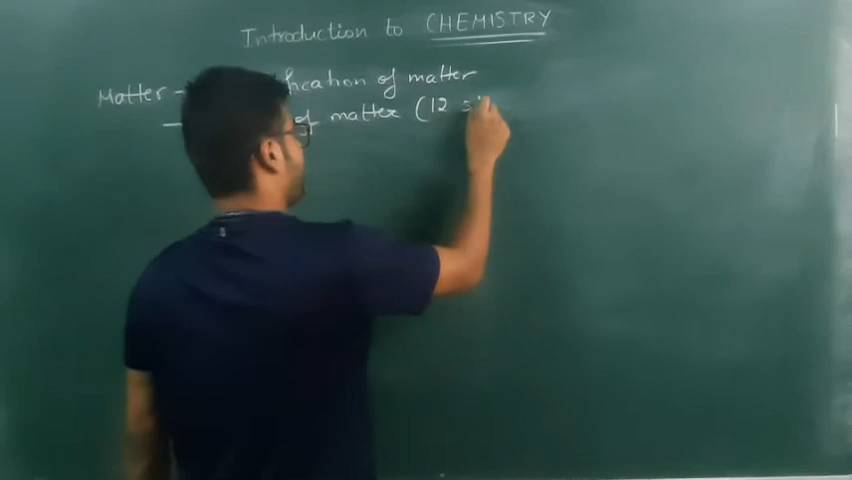 Introduction to CHEMISTRY
Matter - fication of matter
- of matter (12 s